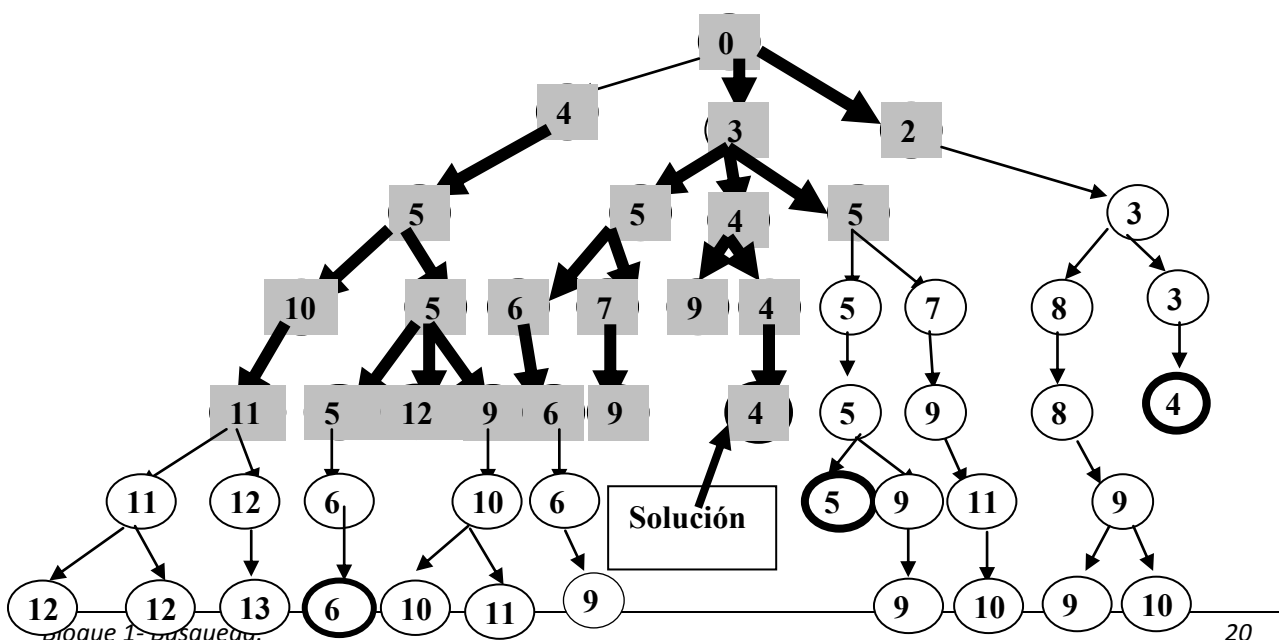 0
4 3 2
5 5 4 5 3
10 5 6 7 9 4 5 7 8 3
11 5 12 9 6 9 4 5 9 8 4
11 12 6 10 6 Solución 5 9 11 9
12 12 13 6 10 11 9 9 10 9 10
Bloque 1- Búsqueda. 20